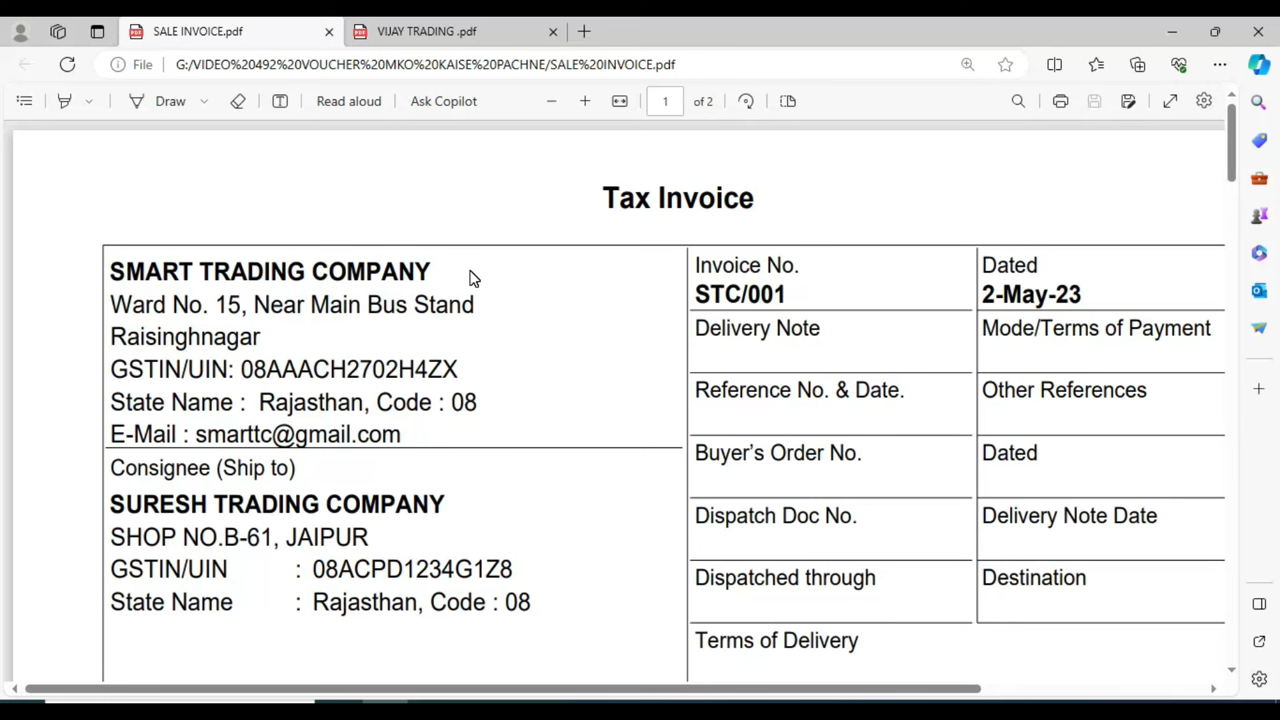 SALE INVOICE.pdf
VIJAY TRADING .pdf
File
G:/VIDEO%20492%20VOUCHER%20MKO%20KAISE%20PACHNE/SALE%20INVOICE.pdf
Draw
Read aloud
Ask Copilot
1 of 2
Tax Invoice
SMART TRADING COMPANY
Ward No. 15, Near Main Bus Stand
Raisinghnagar
GSTIN/UIN: 08AAACH2702H4ZX
State Name : Rajasthan, Code : 08
E-Mail : smarttc@gmail.com
Consignee (Ship to)
SURESH TRADING COMPANY
SHOP NO.B-61, JAIPUR
GSTIN/UIN : 08ACPD1234G1Z8
State Name : Rajasthan, Code : 08
Invoice No.
STC/001
Dated
2-May-23
Delivery Note
Mode/Terms of Payment
Reference No. & Date.
Other References
Buyer’s Order No.
Dated
Dispatch Doc No.
Delivery Note Date
Dispatched through
Destination
Terms of Delivery